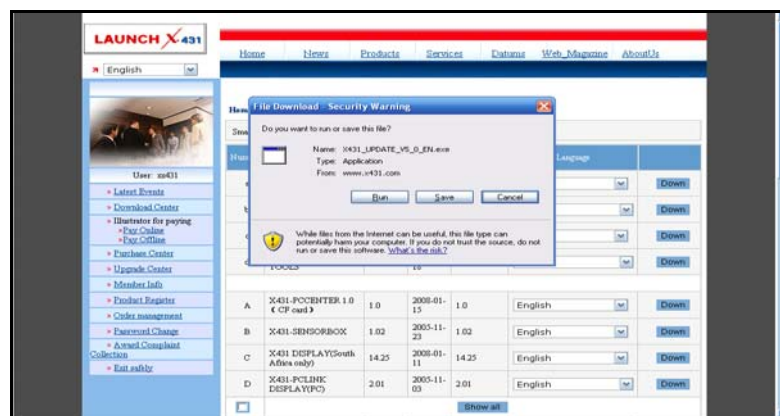 LAUNCH X-431
Home News Products Services Datums Web_Magazine AboutUs
English
File Download - Security Warning
Do you want to run or save this file?
Name: X431_UPDATE_V5_0_EN.exe
Type: Application
From: www.x431.com
Run Save Cancel
While files from the Internet can be useful, this file type can
potentially harm your computer. If you do not trust the source, do not
run or save this software. What's the risk?
Language
Down
Down
Down
Down
TOOLS
User: xx431
Latest Events
Download Center
Illustrator for paying
Pay Online
Pay Offline
Purchase Center
Upgrade Center
Member Info
Product Register
Order management
Password Change
Award Complaint
Collection
Exit safely
A X431-PCCENTER 1.0 ( CF card ) 1.0 2008-01-15 1.0 English Down
B X431-SENSORBOX 1.02 2005-11-23 1.02 English Down
C X431 DISPLAY(South Africa only) 14.25 2008-01-11 14.25 English Down
D X431-PCLINK DISPLAY(PC) 2.01 2005-11-03 2.01 English Down
Show all